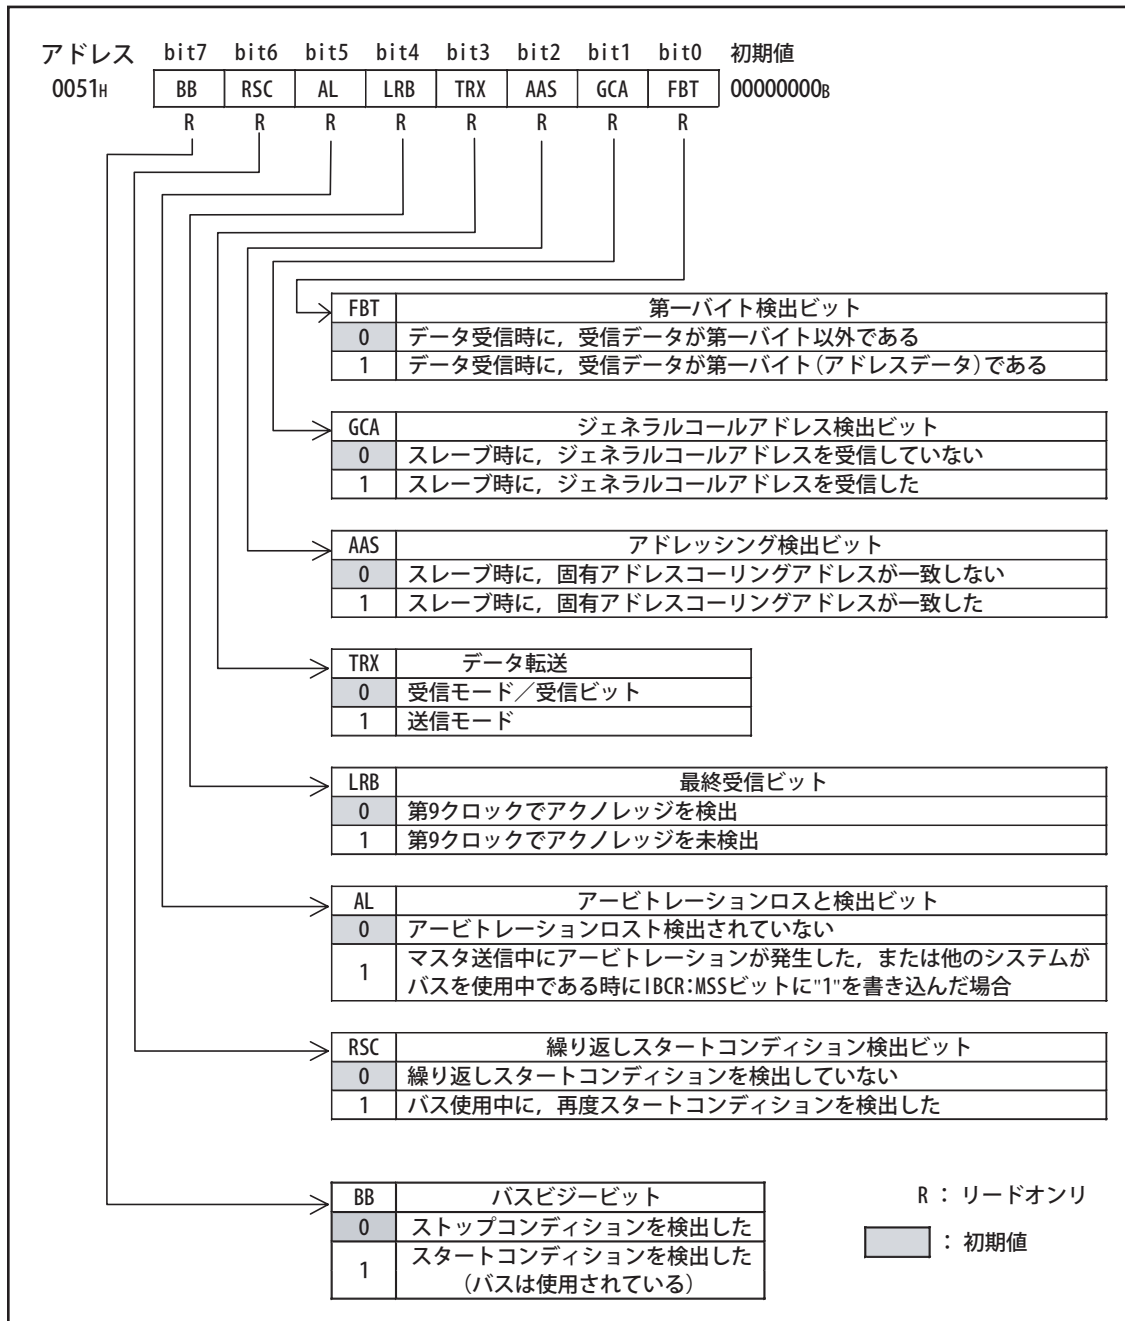 アドレス bit7 bit6 bit5 bit4 bit3 bit2 bit1 bit0 初期値
0051H BB RSC AL LRB TRX AAS GCA FBT 00000000B
R R R R R R R R
FBT 第一バイト検出ビット
0 データ受信時に，受信データが第一バイト以外である
1 データ受信時に，受信データが第一バイト(アドレスデータ)である
GCA ジェネラルコールアドレス検出ビット
0 スレーブ時に，ジェネラルコールアドレスを受信していない
1 スレーブ時に，ジェネラルコールアドレスを受信した
AAS アドレッシング検出ビット
0 スレーブ時に，固有アドレスコーリングアドレスが一致しない
1 スレーブ時に，固有アドレスコーリングアドレスが一致した
TRX データ転送
0 受信モード／受信ビット
1 送信モード
LRB 最終受信ビット
0 第9クロックでアクノレッジを検出
1 第9クロックでアクノレッジを未検出
AL アービトレーションロスと検出ビット
0 アービトレーションロスト検出されていない
1 マスタ送信中にアービトレーションが発生した，または他のシステムが
バスを使用中である時にIBCR:MSSビットに"1"を書き込んだ場合
RSC 繰り返しスタートコンディション検出ビット
0 繰り返しスタートコンディションを検出していない
1 バス使用中に，再度スタートコンディションを検出した
BB バスビジービット
0 ストップコンディションを検出した
1 スタートコンディションを検出した
(バスは使用されている)
R ： リードオンリ
： 初期値